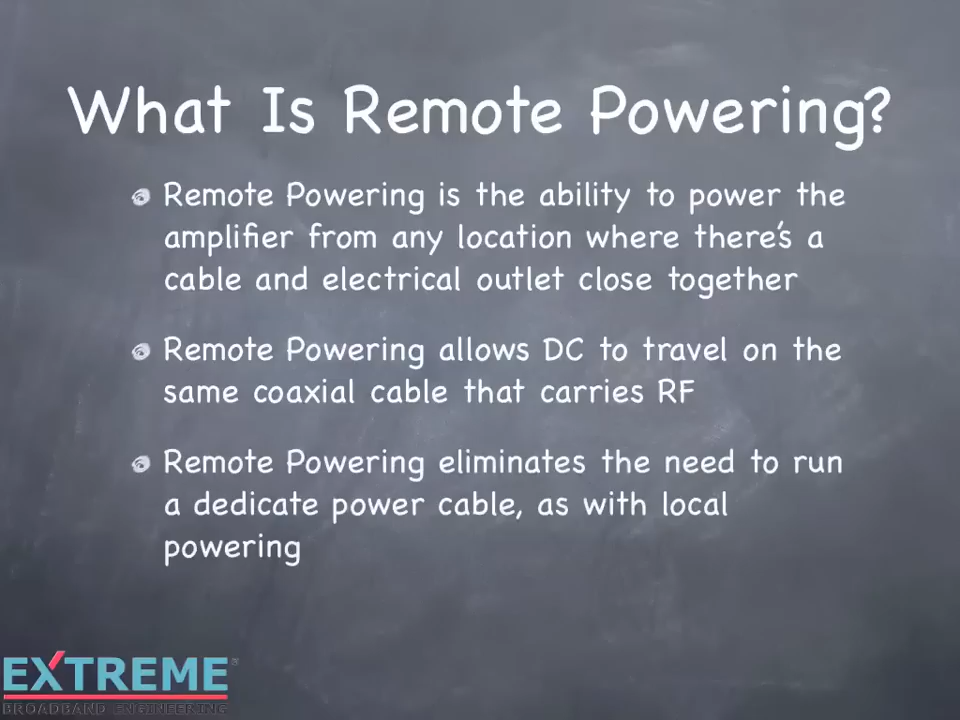 What Is Remote Powering?
Remote Powering is the ability to power the
amplifier from any location where there's a
cable and electrical outlet close together
Remote Powering allows DC to travel on the
same coaxial cable that carries RF
Remote Powering eliminates the need to run
a dedicate power cable, as with local
powering
EXTREME
BROADBAND ENGINEERING